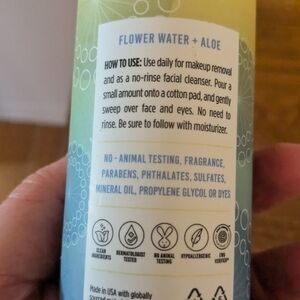 FLOWER WATER + ALOE
HOW TO USE: Use daily for makeup removal
and as a no-rinse facial cleanser. Pour a
small amount onto a cotton pad, and gently
sweep over face and eyes. No need to
rinse. Be sure to follow with moisturizer.
NO - ANIMAL TESTING, FRAGRANCE,
PARABENS, PHTHALATES, SULFATES,
MINERAL OIL, PROPYLENE GLYCOL OR DYES
CLEAN
INGREDIENTS
DERMATOLOGIST
TESTED
NO ANIMAL
TESTING
HYPOALLERGENIC
EWG
VERIFIED
Made in USA with globally